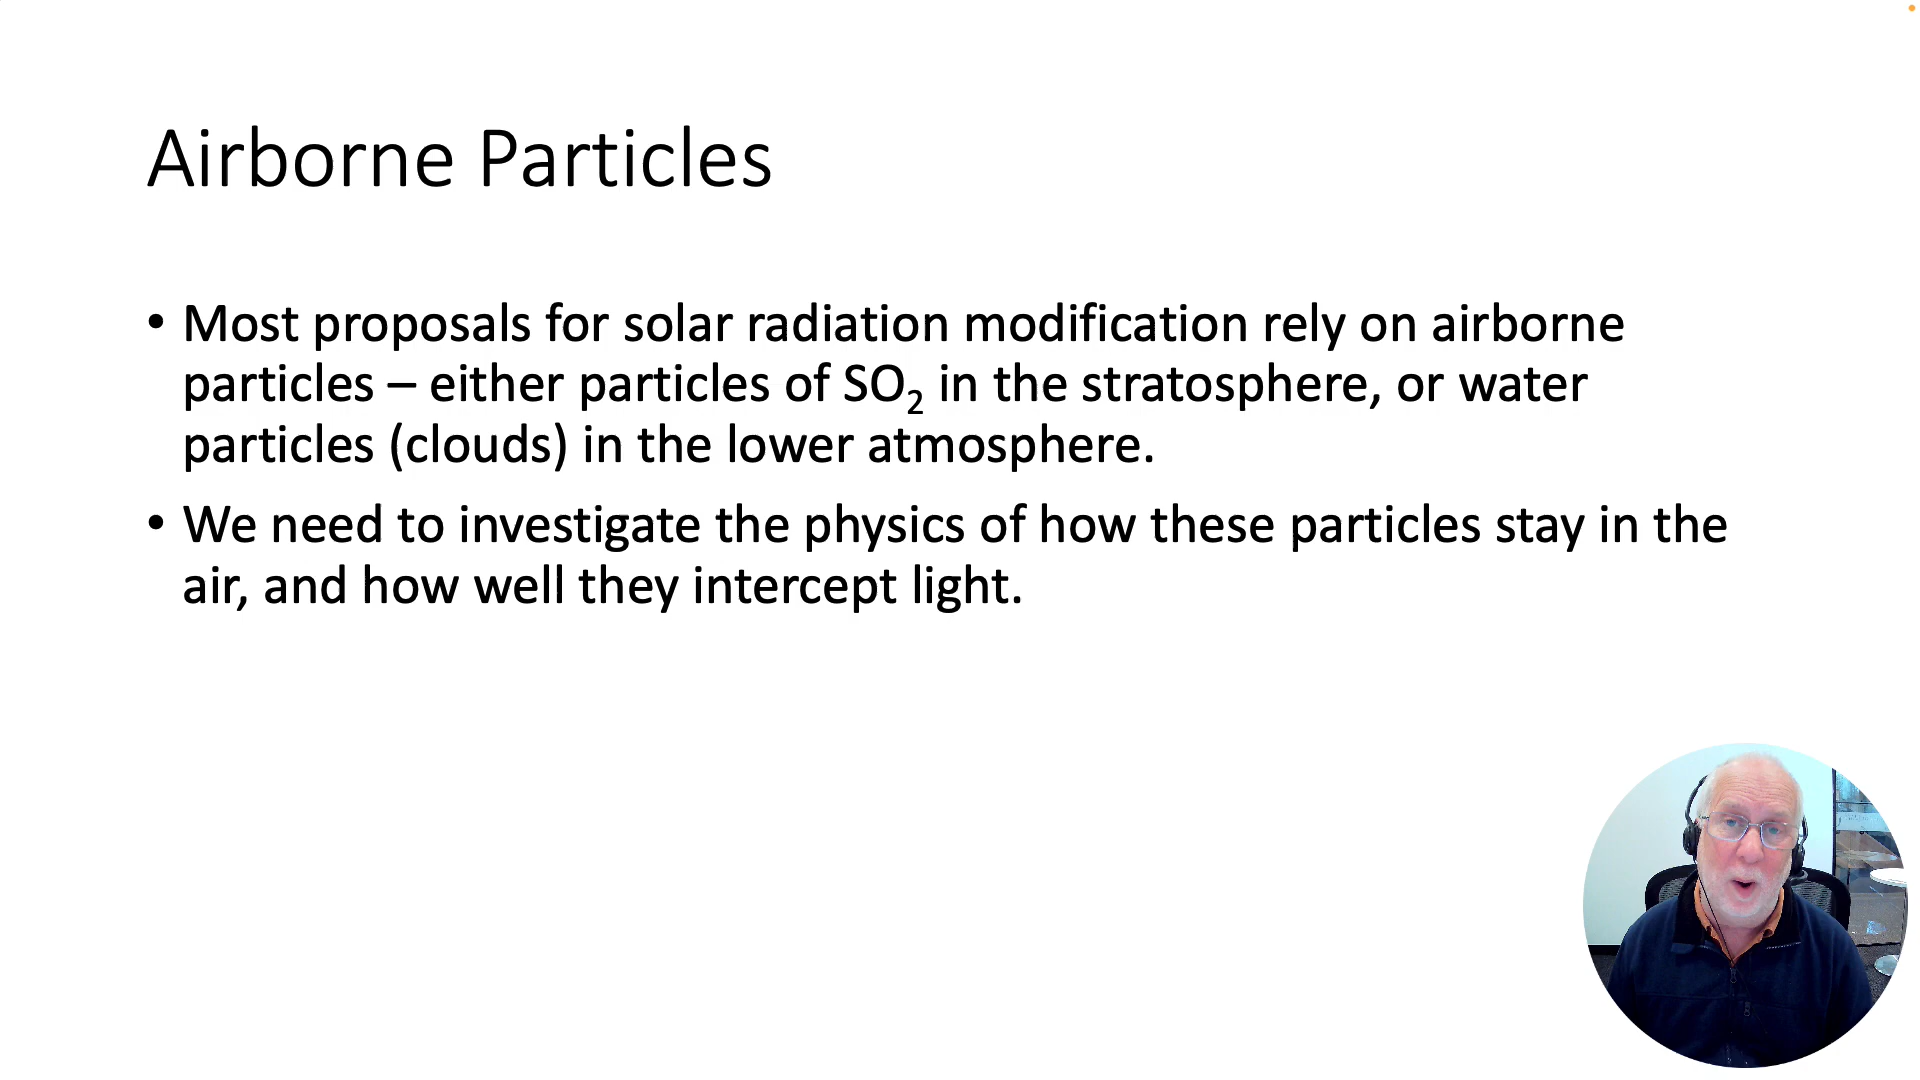 Airborne Particles
• Most proposals for solar radiation modification rely on airborne
particles – either particles of SO₂ in the stratosphere, or water
particles (clouds) in the lower atmosphere.
• We need to investigate the physics of how these particles stay in the
air, and how well they intercept light.